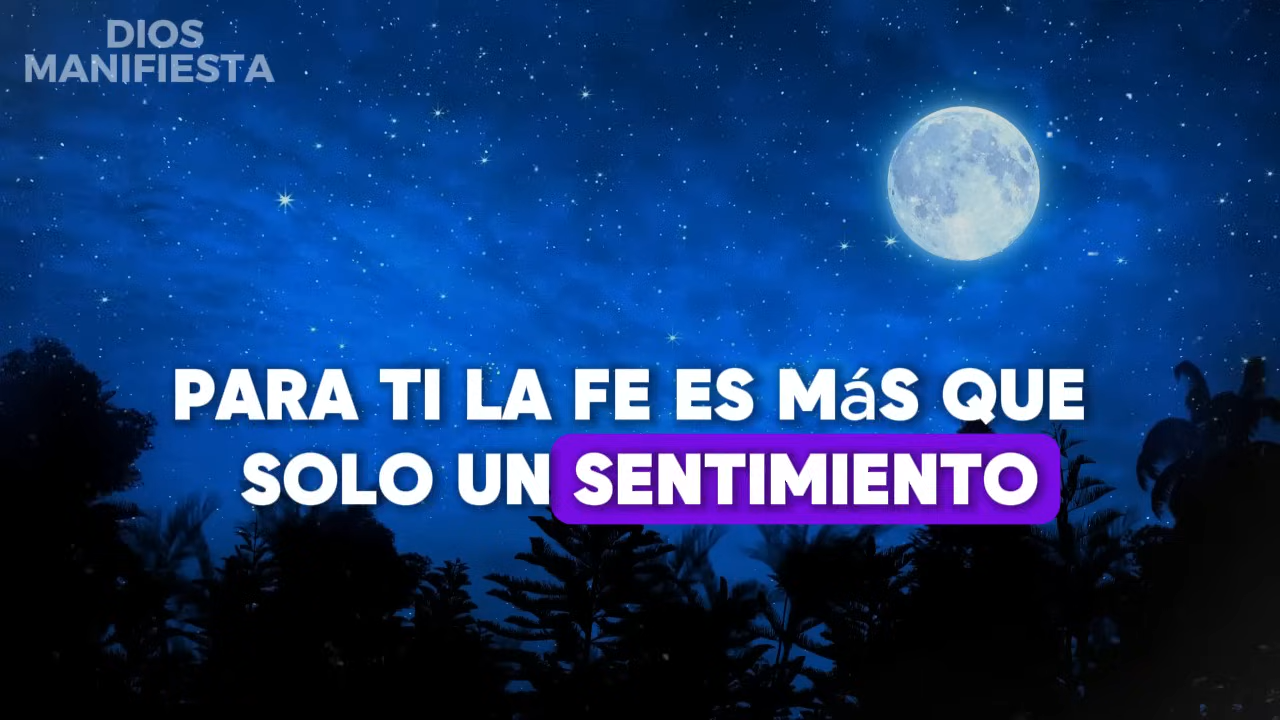 DIOS
MANIFIESTA
PARA TI LA FE ES MáS QUE
SOLO UN SENTIMIENTO